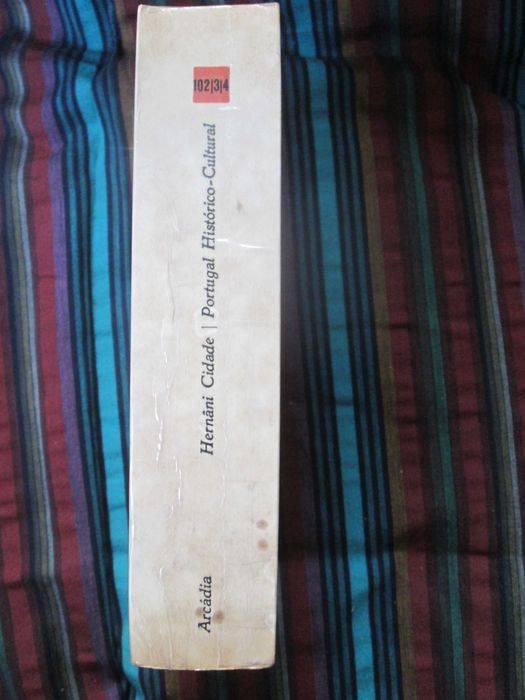 102|3|4
Hernâni Cidade | Portugal Histórico-Cultural
Arcádia